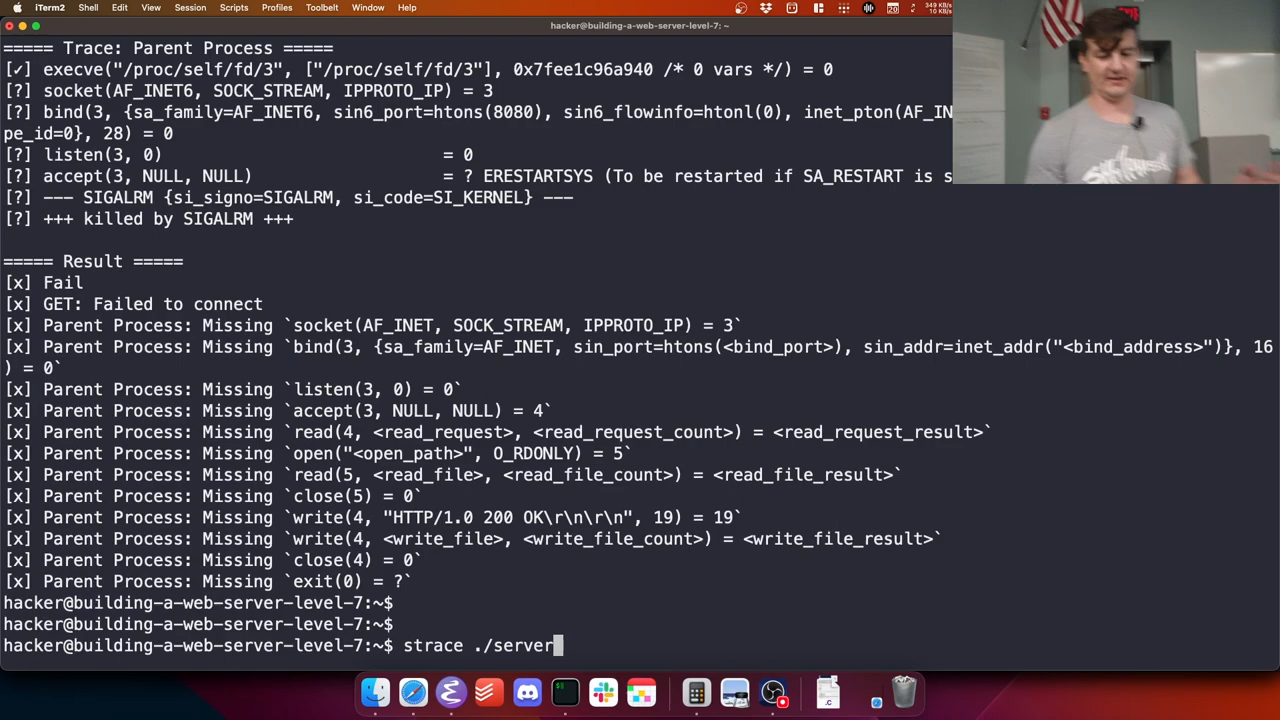 iTerm2 Shell Edit View Session Scripts Profiles Toolbelt Window Help 349 KB/s
10 KB/s
hacker@building-a-web-server-level-7: ~
===== Trace: Parent Process =====
[✓] execve("/proc/self/fd/3", ["/proc/self/fd/3"], 0x7fee1c96a940 /* 0 vars */) = 0
[?] socket(AF_INET6, SOCK_STREAM, IPPROTO_IP) = 3
[?] bind(3, {sa_family=AF_INET6, sin6_port=htons(8080), sin6_flowinfo=htonl(0), inet_pton(AF_IN
pe_id=0}, 28) = 0
[?] listen(3, 0) = 0
[?] accept(3, NULL, NULL) = ? ERESTARTSYS (To be restarted if SA_RESTART is s
[?] --- SIGALRM {si_signo=SIGALRM, si_code=SI_KERNEL} ---
[?] +++ killed by SIGALRM +++
===== Result =====
[x] Fail
[x] GET: Failed to connect
[x] Parent Process: Missing `socket(AF_INET, SOCK_STREAM, IPPROTO_IP) = 3`
[x] Parent Process: Missing `bind(3, {sa_family=AF_INET, sin_port=htons(<bind_port>), sin_addr=inet_addr("<bind_address>")}, 16
) = 0`
[x] Parent Process: Missing `listen(3, 0) = 0`
[x] Parent Process: Missing `accept(3, NULL, NULL) = 4`
[x] Parent Process: Missing `read(4, <read_request>, <read_request_count>) = <read_request_result>`
[x] Parent Process: Missing `open("<open_path>", O_RDONLY) = 5`
[x] Parent Process: Missing `read(5, <read_file>, <read_file_count>) = <read_file_result>`
[x] Parent Process: Missing `close(5) = 0`
[x] Parent Process: Missing `write(4, "HTTP/1.0 200 OK\r\n\r\n", 19) = 19`
[x] Parent Process: Missing `write(4, <write_file>, <write_file_count>) = <write_file_result>`
[x] Parent Process: Missing `close(4) = 0`
[x] Parent Process: Missing `exit(0) = ?`
hacker@building-a-web-server-level-7:~$
hacker@building-a-web-server-level-7:~$
hacker@building-a-web-server-level-7:~$ strace ./server